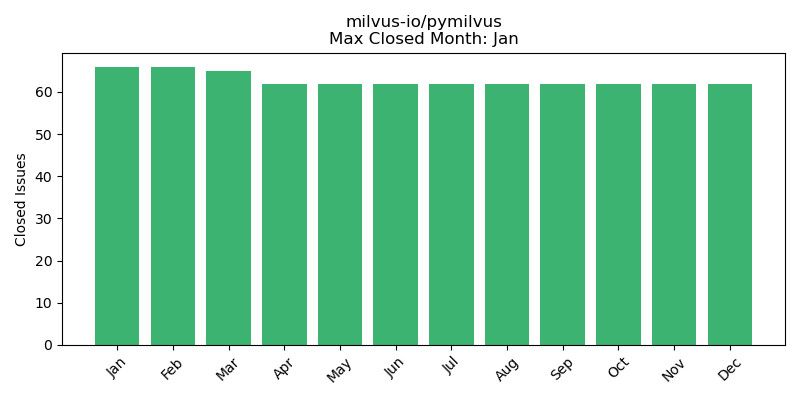 milvus-io/pymilvus
Max Closed Month: Jan
Closed Issues
60
50
40
30
20
10
0
Jan
Feb
Mar
Apr
May
Jun
Jul
Aug
Sep
Oct
Nov
Dec